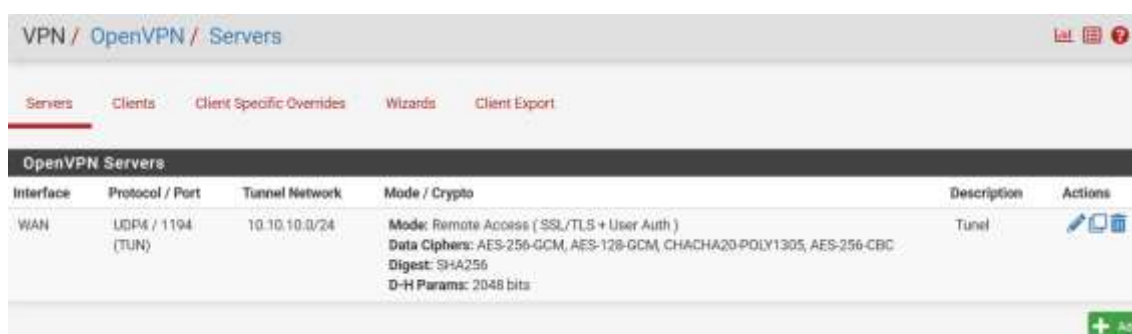 VPN / OpenVPN / Servers
Servers Clients Client Specific Overrides Wizards Client Export
OpenVPN Servers
Interface Protocol / Port Tunnel Network Mode / Crypto Description Actions
WAN UDP4 / 1194 10.10.10.0/24 Mode: Remote Access ( SSL/TLS + User Auth ) Tunel
(TUN) Data Ciphers: AES-256-GCM, AES-128-GCM, CHACHA20-POLY1305, AES-256-CBC
Digest: SHA256
D-H Params: 2048 bits